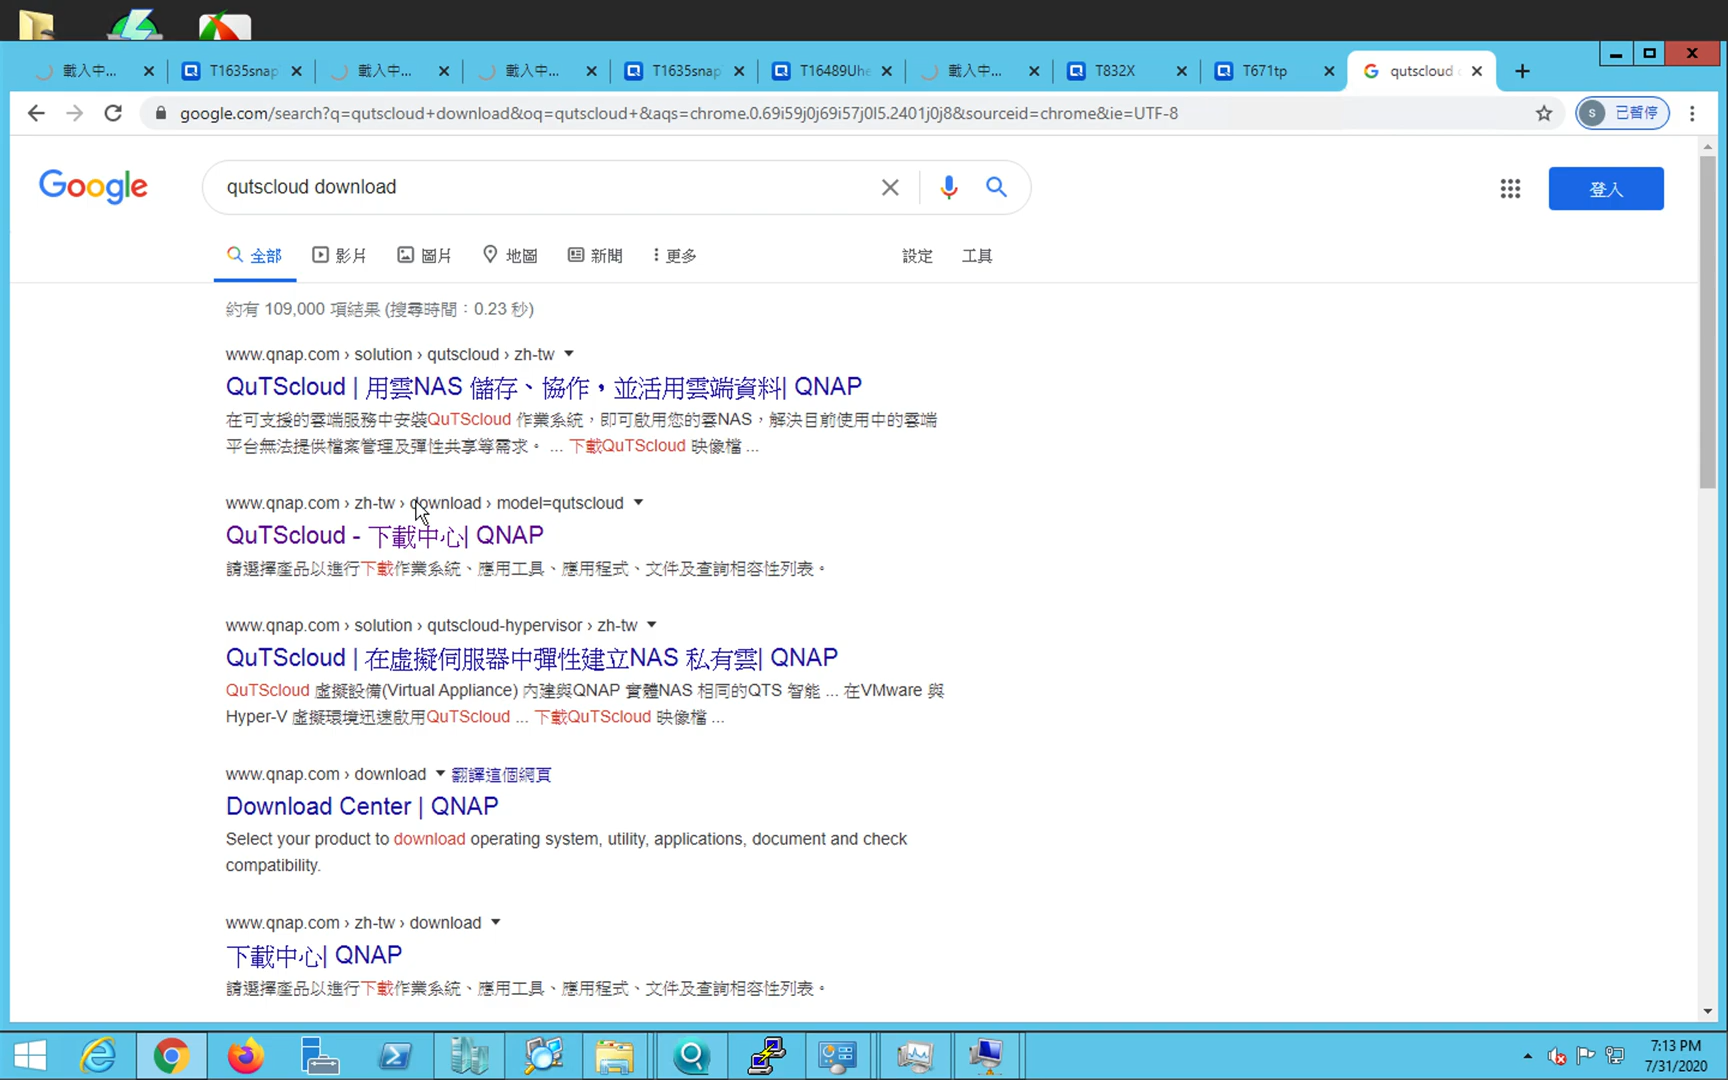 載入中...
T1635snap
載入中...
載入中...
T1635snap
T16489Uhe
載入中...
T832X
T671tp
qutscloud
google.com/search?q=qutscloud+download&oq=qutscloud+&aqs=chrome.0.69i59j0j69i57j0l5.2401j0j8&sourceid=chrome&ie=UTF-8
s 已暫停
Google
qutscloud download
登入
全部 影片 圖片 地圖 新聞 更多 設定 工具
約有 109,000 項結果 (搜尋時間：0.23 秒)
www.qnap.com › solution › qutscloud › zh-tw
QuTScloud | 用雲NAS 儲存、協作，並活用雲端資料| QNAP
在可支援的雲端服務中安裝QuTScloud 作業系統，即可啟用您的雲NAS，解決目前使用中的雲端
平台無法提供檔案管理及彈性共享等需求。 ... 下載QuTScloud 映像檔 ...
www.qnap.com › zh-tw › download › model=qutscloud
QuTScloud - 下載中心| QNAP
請選擇產品以進行下載作業系統、應用工具、應用程式、文件及查詢相容性列表。
www.qnap.com › solution › qutscloud-hypervisor › zh-tw
QuTScloud | 在虛擬伺服器中彈性建立NAS 私有雲| QNAP
QuTScloud 虛擬設備(Virtual Appliance) 內建與QNAP 實體NAS 相同的QTS 智能 ... 在VMware 與
Hyper-V 虛擬環境迅速啟用QuTScloud ... 下載QuTScloud 映像檔 ...
www.qnap.com › download 翻譯這個網頁
Download Center | QNAP
Select your product to download operating system, utility, applications, document and check
compatibility.
www.qnap.com › zh-tw › download
下載中心| QNAP
請選擇產品以進行下載作業系統、應用工具、應用程式、文件及查詢相容性列表。
7:13 PM
7/31/2020